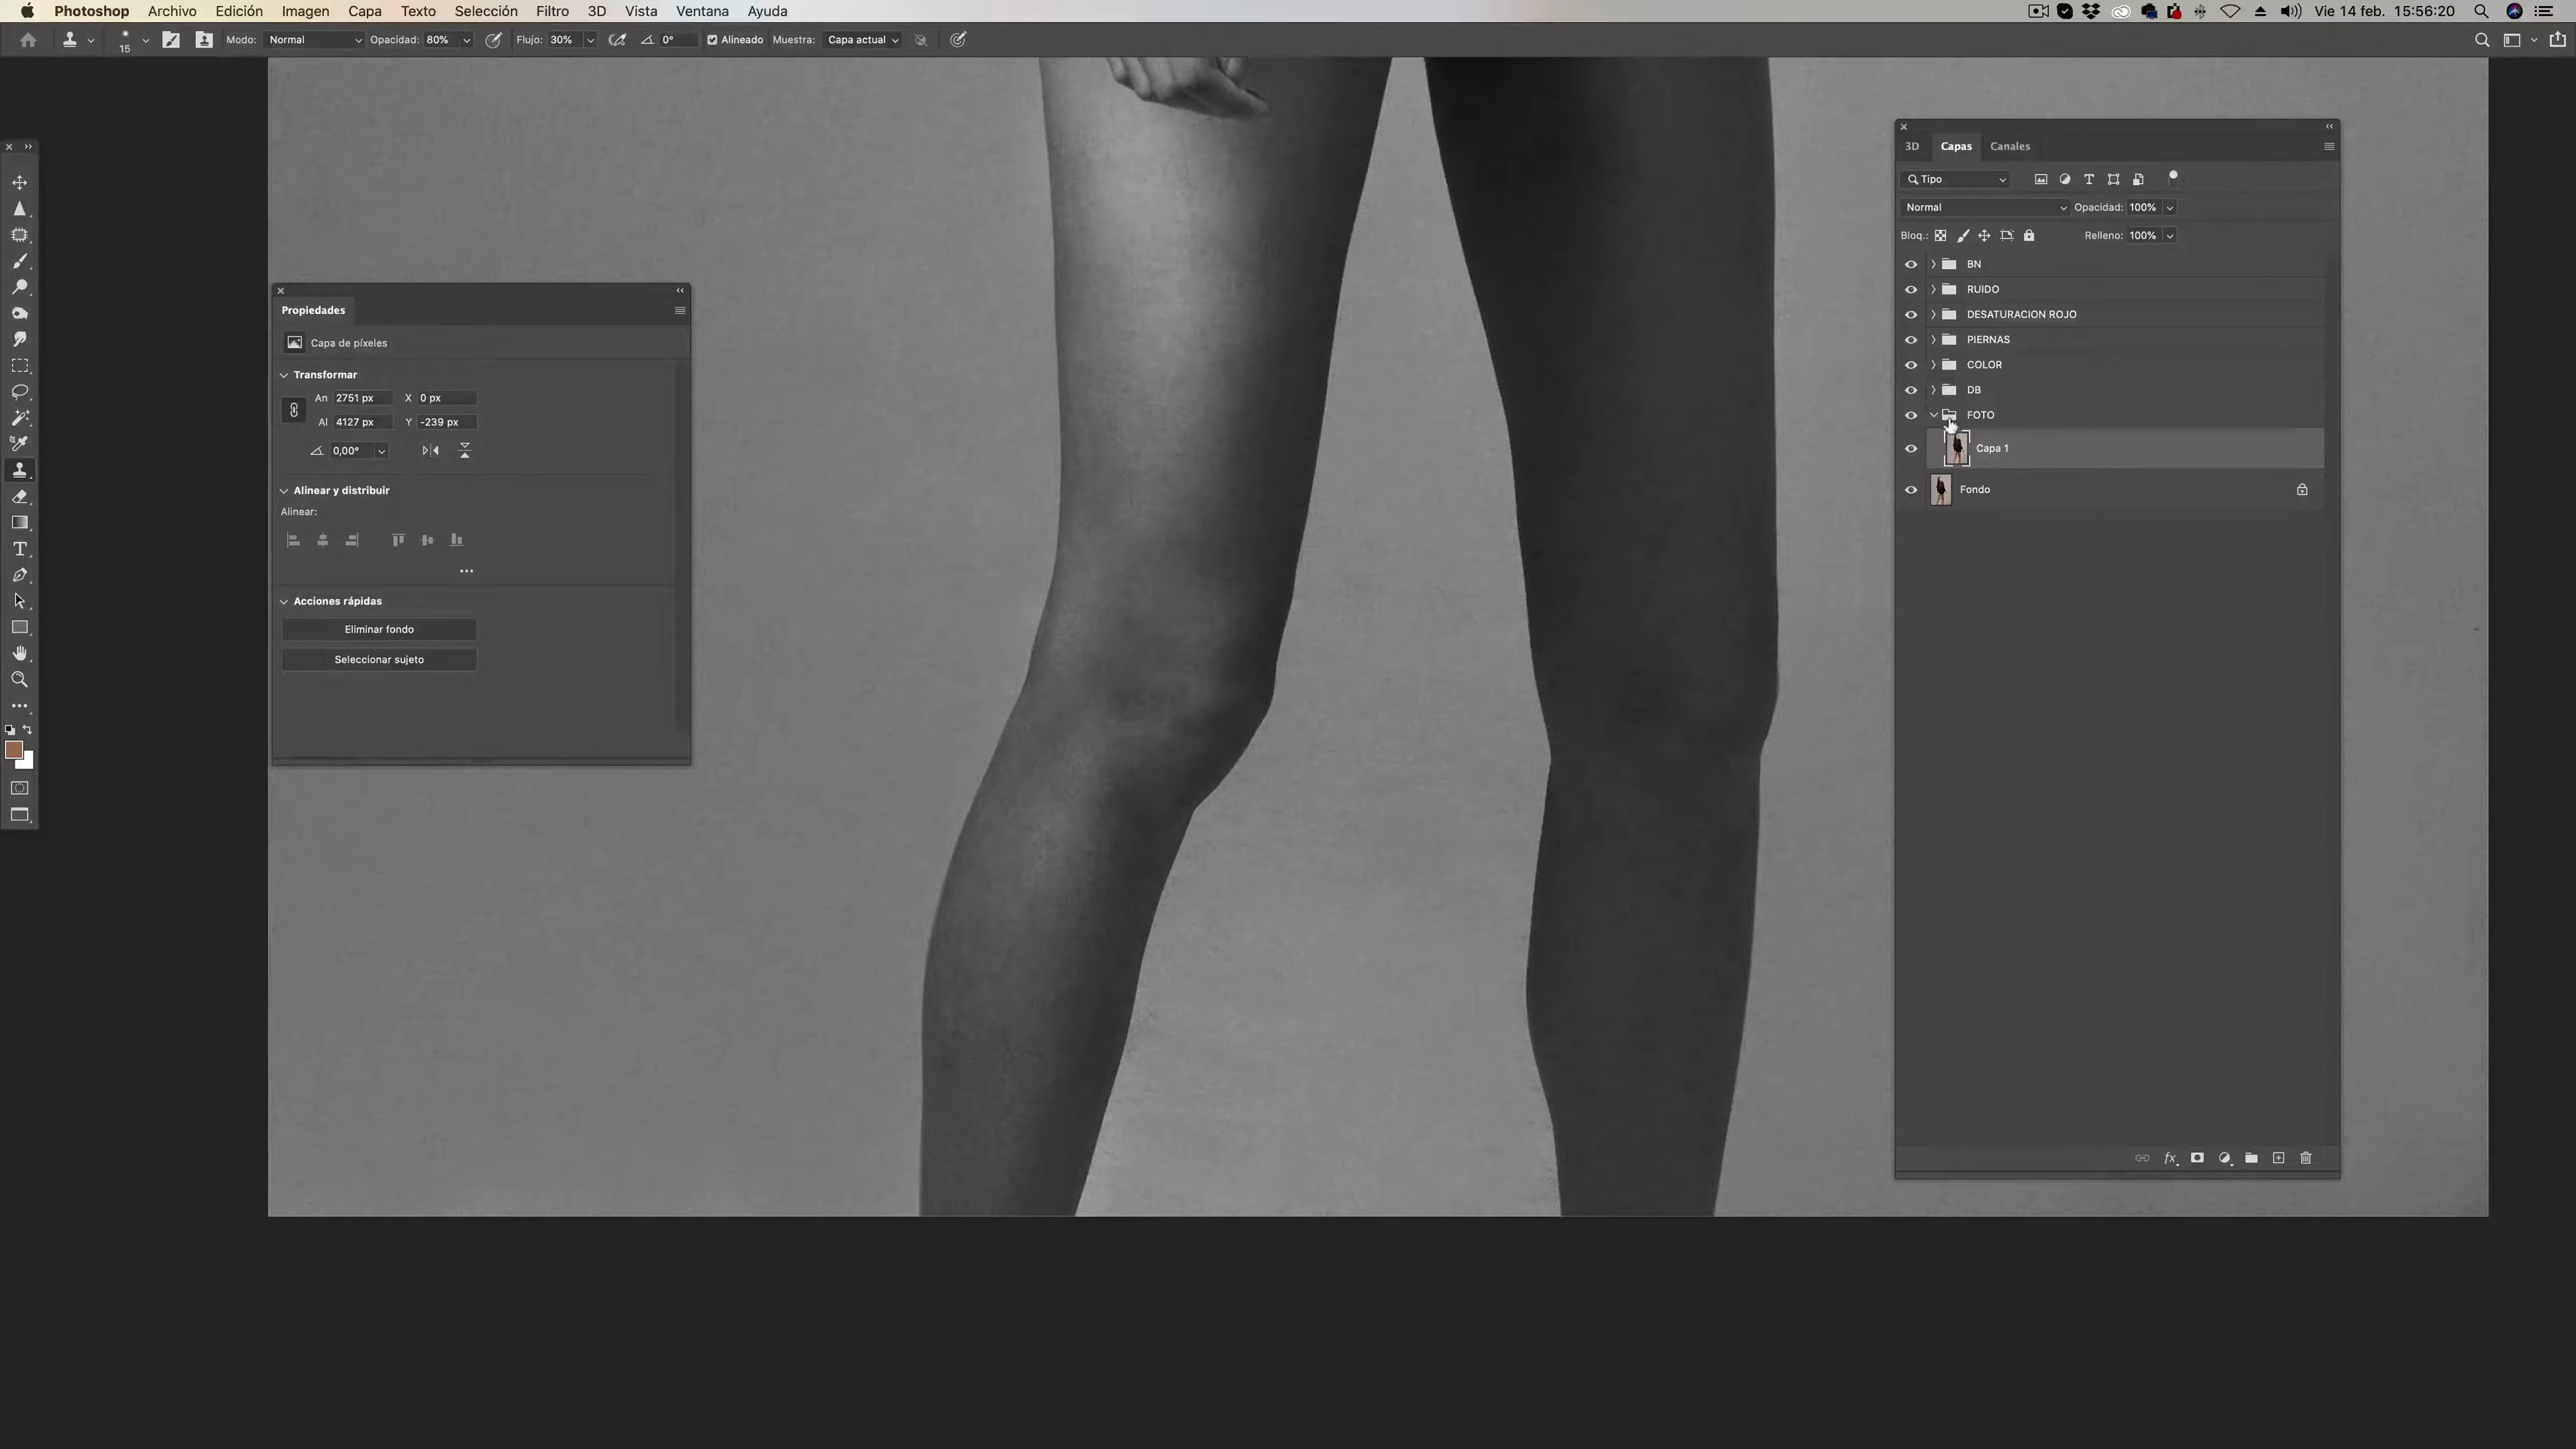 Photoshop Archivo Edición Imagen Capa Texto Selección Filtro 3D Vista Ventana Ayuda Vie 14 feb. 15:56:20
15 Modo: Normal Opacidad: 80% Flujo: 30% 0° Alineado Muestra: Capa actual
3D Capas Canales
Tipo
Normal Opacidad: 100%
Bloq.: Relleno: 100%
BN
RUIDO
DESATURACION ROJO
PIERNAS
COLOR
DB
FOTO
Capa 1
Fondo
fx
Propiedades
Capa de píxeles
Transformar
An 2751 px X 0 px
Al 4127 px Y -239 px
0,00°
Alinear y distribuir
Alinear:
Acciones rápidas
Eliminar fondo
Seleccionar sujeto